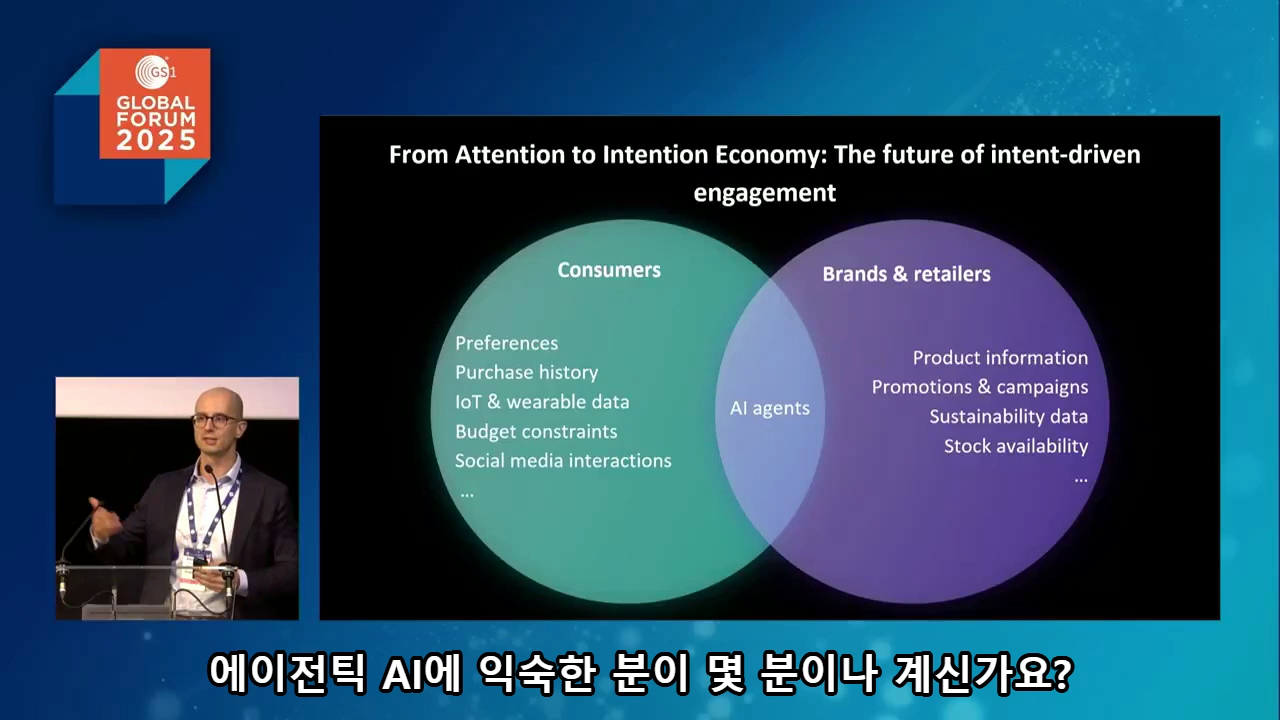 GS1
GLOBAL
FORUM
2025
From Attention to Intention Economy: The future of intent-driven
engagement
Consumers
Preferences
Purchase history
IoT & wearable data
Budget constraints
Social media interactions
...
AI agents
Brands & retailers
Product information
Promotions & campaigns
Sustainability data
Stock availability
...
에이전틱 AI에 익숙한 분이 몇 분이나 계신가요?